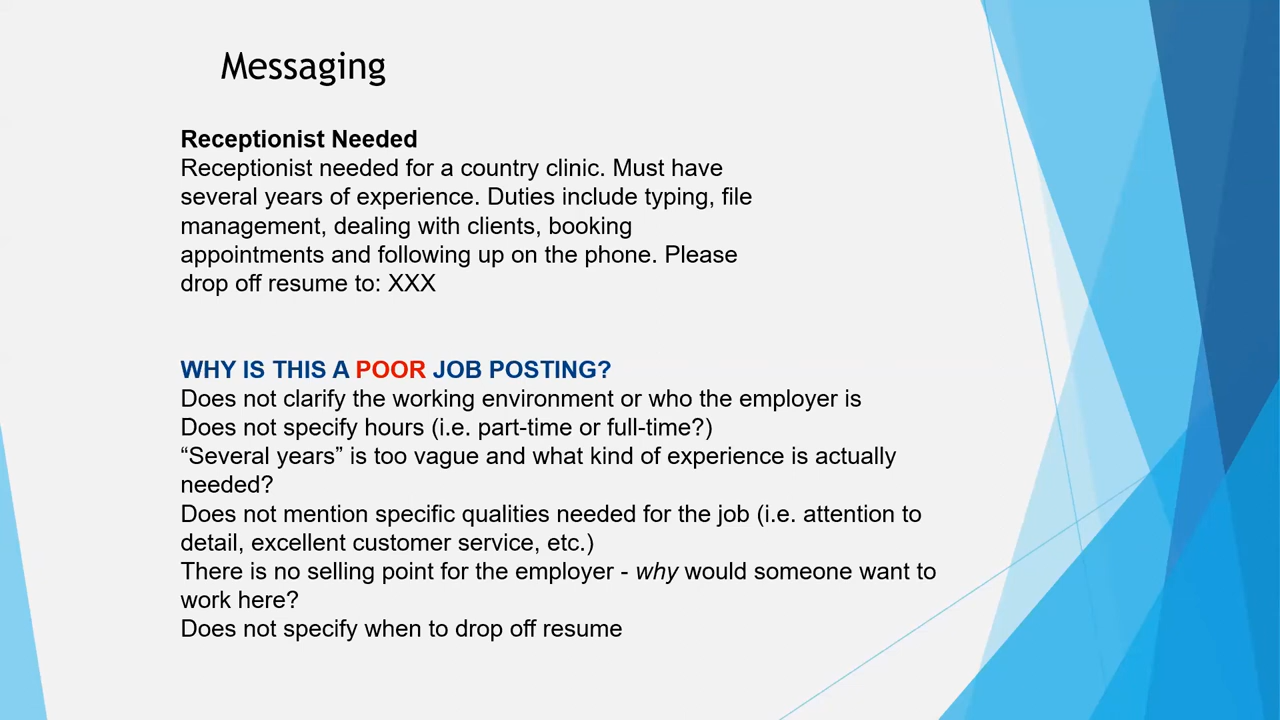 Messaging
Receptionist Needed
Receptionist needed for a country clinic. Must have
several years of experience. Duties include typing, file
management, dealing with clients, booking
appointments and following up on the phone. Please
drop off resume to: XXX
WHY IS THIS A POOR JOB POSTING?
Does not clarify the working environment or who the employer is
Does not specify hours (i.e. part-time or full-time?)
“Several years” is too vague and what kind of experience is actually
needed?
Does not mention specific qualities needed for the job (i.e. attention to
detail, excellent customer service, etc.)
There is no selling point for the employer - why would someone want to
work here?
Does not specify when to drop off resume